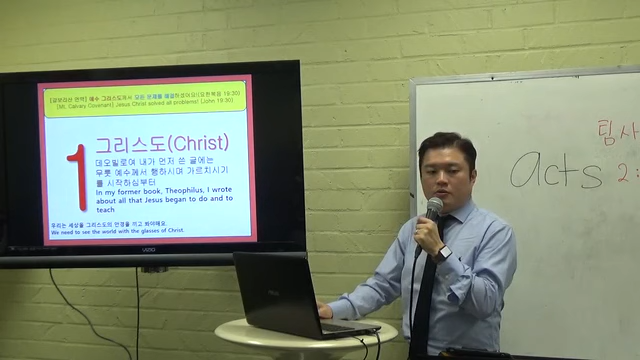 [갈보리산 언약] 예수 그리스도께서 모든 문제를 해결하셨어요!(요한복음 19:30)
[Mt. Calvary Covenant] Jesus Christ solved all problems! (John 19:30)
1
그리스도(Christ)
데오빌로여 내가 먼저 쓴 글에는
무릇 예수께서 행하시며 가르치시기
를 시작하심부터
In my former book, Theophilus, I wrote
about all that Jesus began to do and to
teach
우리는 세상을 그리스도의 안경을 끼고 봐야해요.
We need to see the world with the glasses of Christ.
VIZIO
팀사
acts 2: